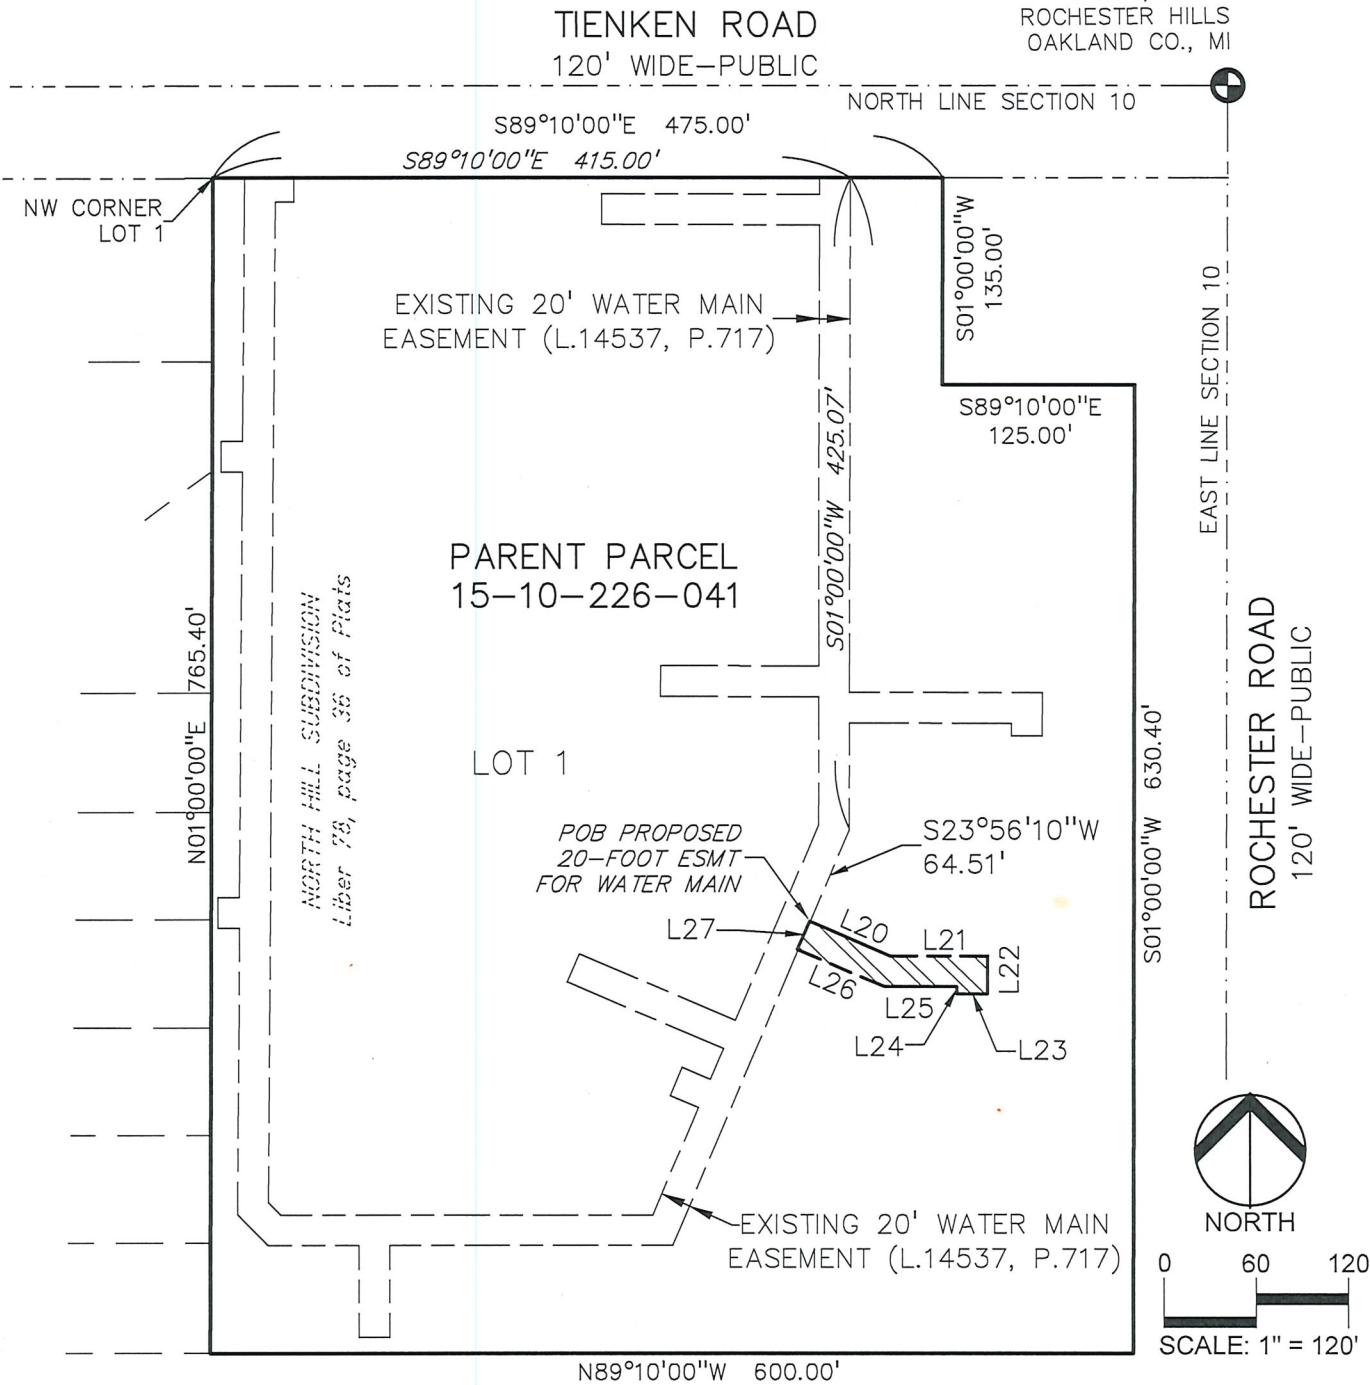 TIENKEN ROAD
120' WIDE-PUBLIC
ROCHESTER HILLS
OAKLAND CO., MI
NORTH LINE SECTION 10
S89°10'00"E 475.00'
S89°10'00"E 415.00'
NW CORNER
LOT 1
S01°00'00"W
135.00'
EXISTING 20' WATER MAIN
EASEMENT (L.14537, P.717)
EAST LINE SECTION 10
S89°10'00"E
125.00'
S01°00'00"W 425.07'
PARENT PARCEL
15-10-226-041
NORTH HILL SUBDIVISION
Liber 78, page 36 of Plats
N01°00'00"E 765.40'
LOT 1
ROCHESTER ROAD
120' WIDE-PUBLIC
S01°00'00"W 630.40'
POB PROPOSED
20-FOOT ESMT
FOR WATER MAIN
S23°56'10"W
64.51'
L27
L20
L21
L22
L26
L25
L24
L23
EXISTING 20' WATER MAIN
EASEMENT (L.14537, P.717)
NORTH
0 60 120
SCALE: 1" = 120'
N89°10'00"W 600.00'